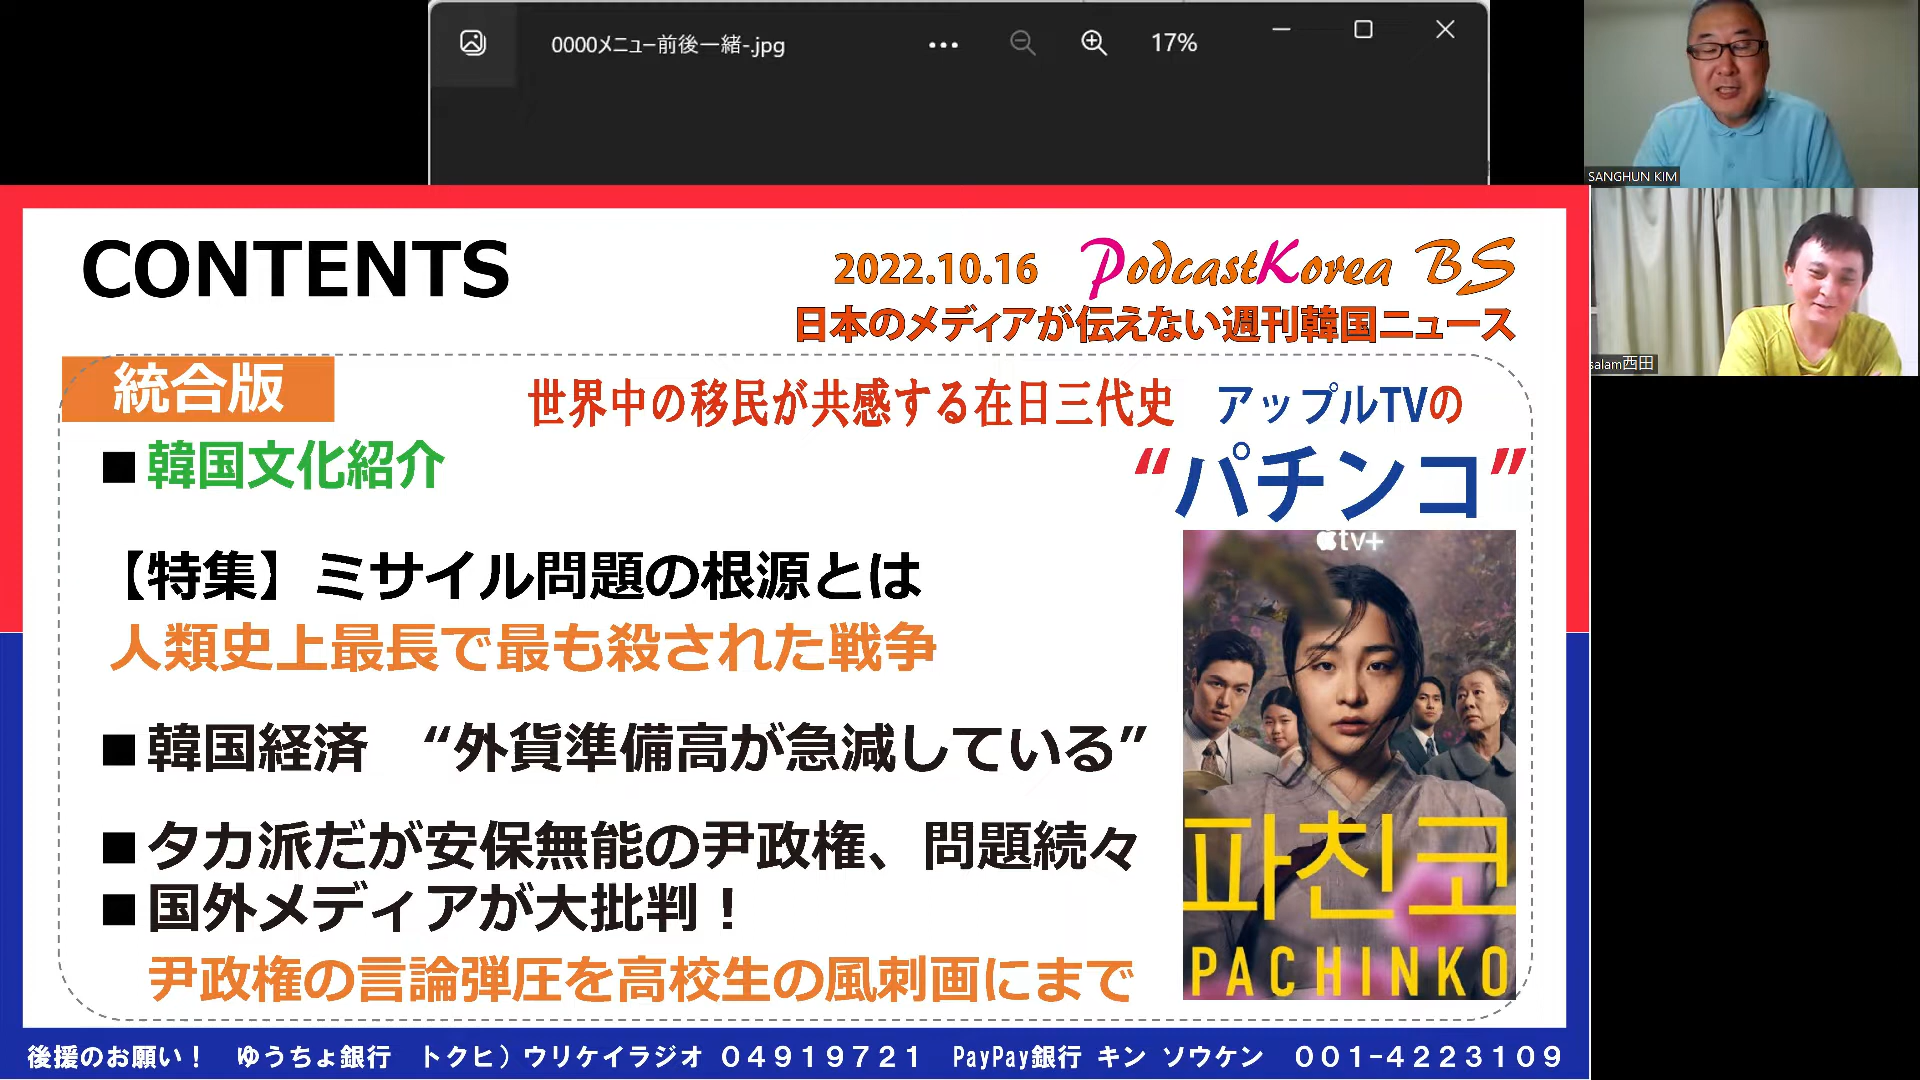 0000メニュー前後一緒-.jpg
17%
SANGHUN KIM
salam西田
CONTENTS
2022.10.16 PodcastKorea BS
日本のメディアが伝えない週刊韓国ニュース
統合版
世界中の移民が共感する在日三代史 アップルTVの
“パチンコ”
■韓国文化紹介
【特集】ミサイル問題の根源とは
人類史上最長で最も殺された戦争
■韓国経済 “外貨準備高が急減している”
■タカ派だが安保無能の尹政権、問題続々
■国外メディアが大批判！
尹政権の言論弾圧を高校生の風刺画にまで
tv+
파친코
PACHINKO
後援のお願い！ ゆうちょ銀行 トクヒ）ウリケイラジオ ０４９１９７２１ PayPay銀行 キン ソウケン ００１-４２２３１０９